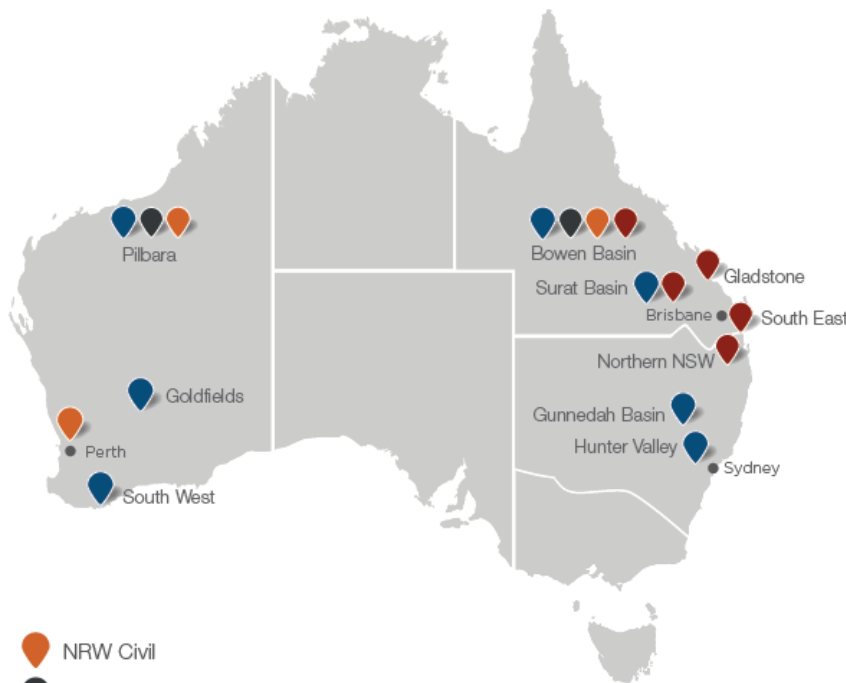 Pilbara
Bowen Basin
Gladstone
Surat Basin
Brisbane
South East
Northern NSW
Goldfields
Gunnedah Basin
Perth
Hunter Valley
Sydney
South West
NRW Civil